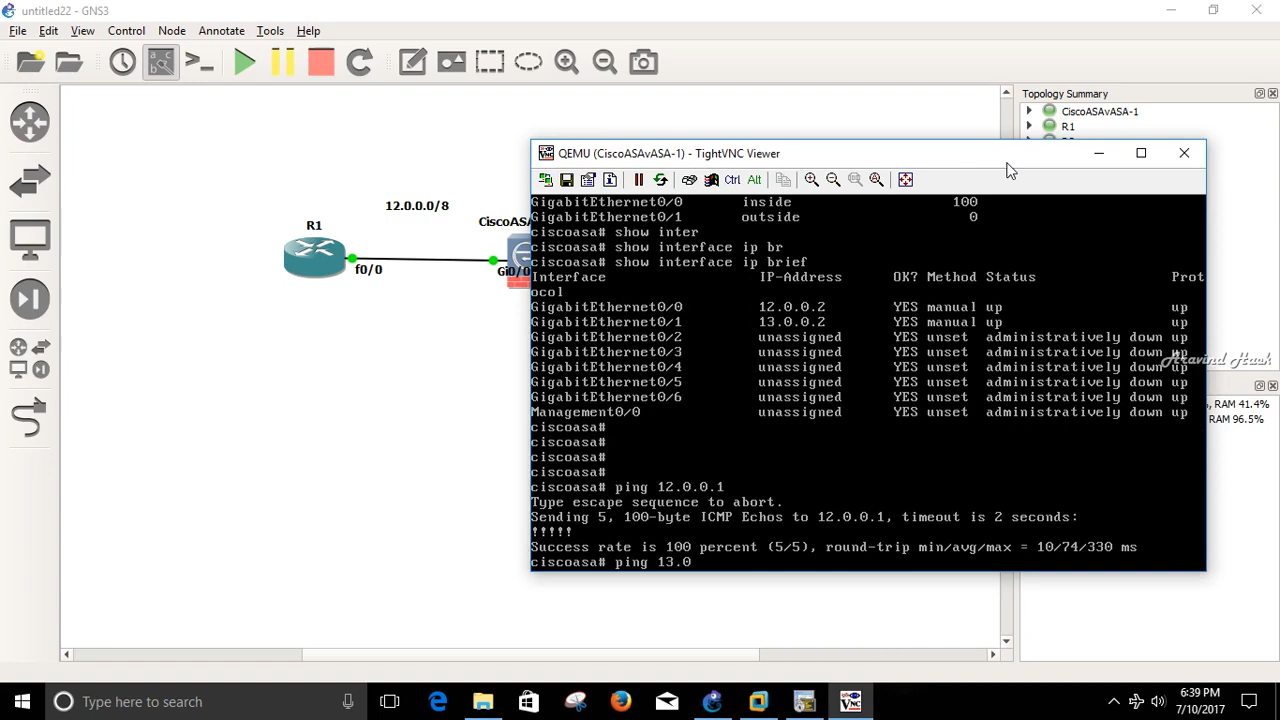 untitled22 - GNS3
File Edit View Control Node Annotate Tools Help
Topology Summary
CiscoASAvASA-1
R1
QEMU (CiscoASAvASA-1) - TightVNC Viewer
Ctrl Alt
12.0.0.0/8
R1
CiscoASA
f0/0
Gi0/0
GigabitEthernet0/0 inside 100
GigabitEthernet0/1 outside 0
ciscoasa# show inter
ciscoasa# show interface ip br
ciscoasa# show interface ip brief
Interface IP-Address OK? Method Status Prot
ocol
GigabitEthernet0/0 12.0.0.2 YES manual up up
GigabitEthernet0/1 13.0.0.2 YES manual up up
GigabitEthernet0/2 unassigned YES unset administratively down up
GigabitEthernet0/3 unassigned YES unset administratively down up
GigabitEthernet0/4 unassigned YES unset administratively down up
GigabitEthernet0/5 unassigned YES unset administratively down up
GigabitEthernet0/6 unassigned YES unset administratively down up
Management0/0 unassigned YES unset administratively down up
ciscoasa#
ciscoasa#
ciscoasa#
ciscoasa#
ciscoasa# ping 12.0.0.1
Type escape sequence to abort.
Sending 5, 100-byte ICMP Echos to 12.0.0.1, timeout is 2 seconds:
!!!!!
Success rate is 100 percent (5/5), round-trip min/avg/max = 10/74/330 ms
ciscoasa# ping 13.0
Aravind Hask
%, RAM 41.4%
RAM 96.5%
Type here to search
6:39 PM
7/10/2017